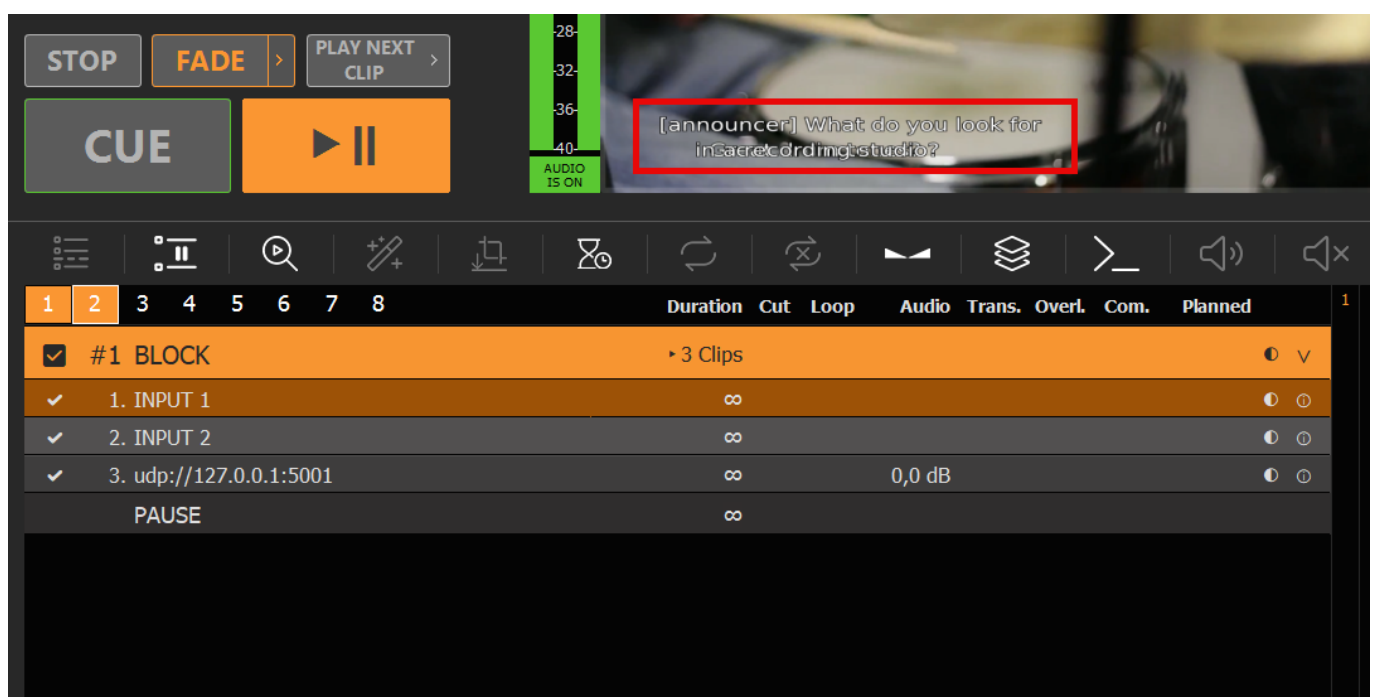 STOP FADE > PLAY NEXT CLIP >
CUE
-28-
-32-
-36-
-40-
AUDIO IS ON
[announcer] What do you look for
1 2 3 4 5 6 7 8 Duration Cut Loop Audio Trans. Overl. Com. Planned 1
#1 BLOCK 3 Clips
1. INPUT 1 ∞
2. INPUT 2 ∞
3. udp://127.0.0.1:5001 ∞ 0,0 dB
PAUSE ∞